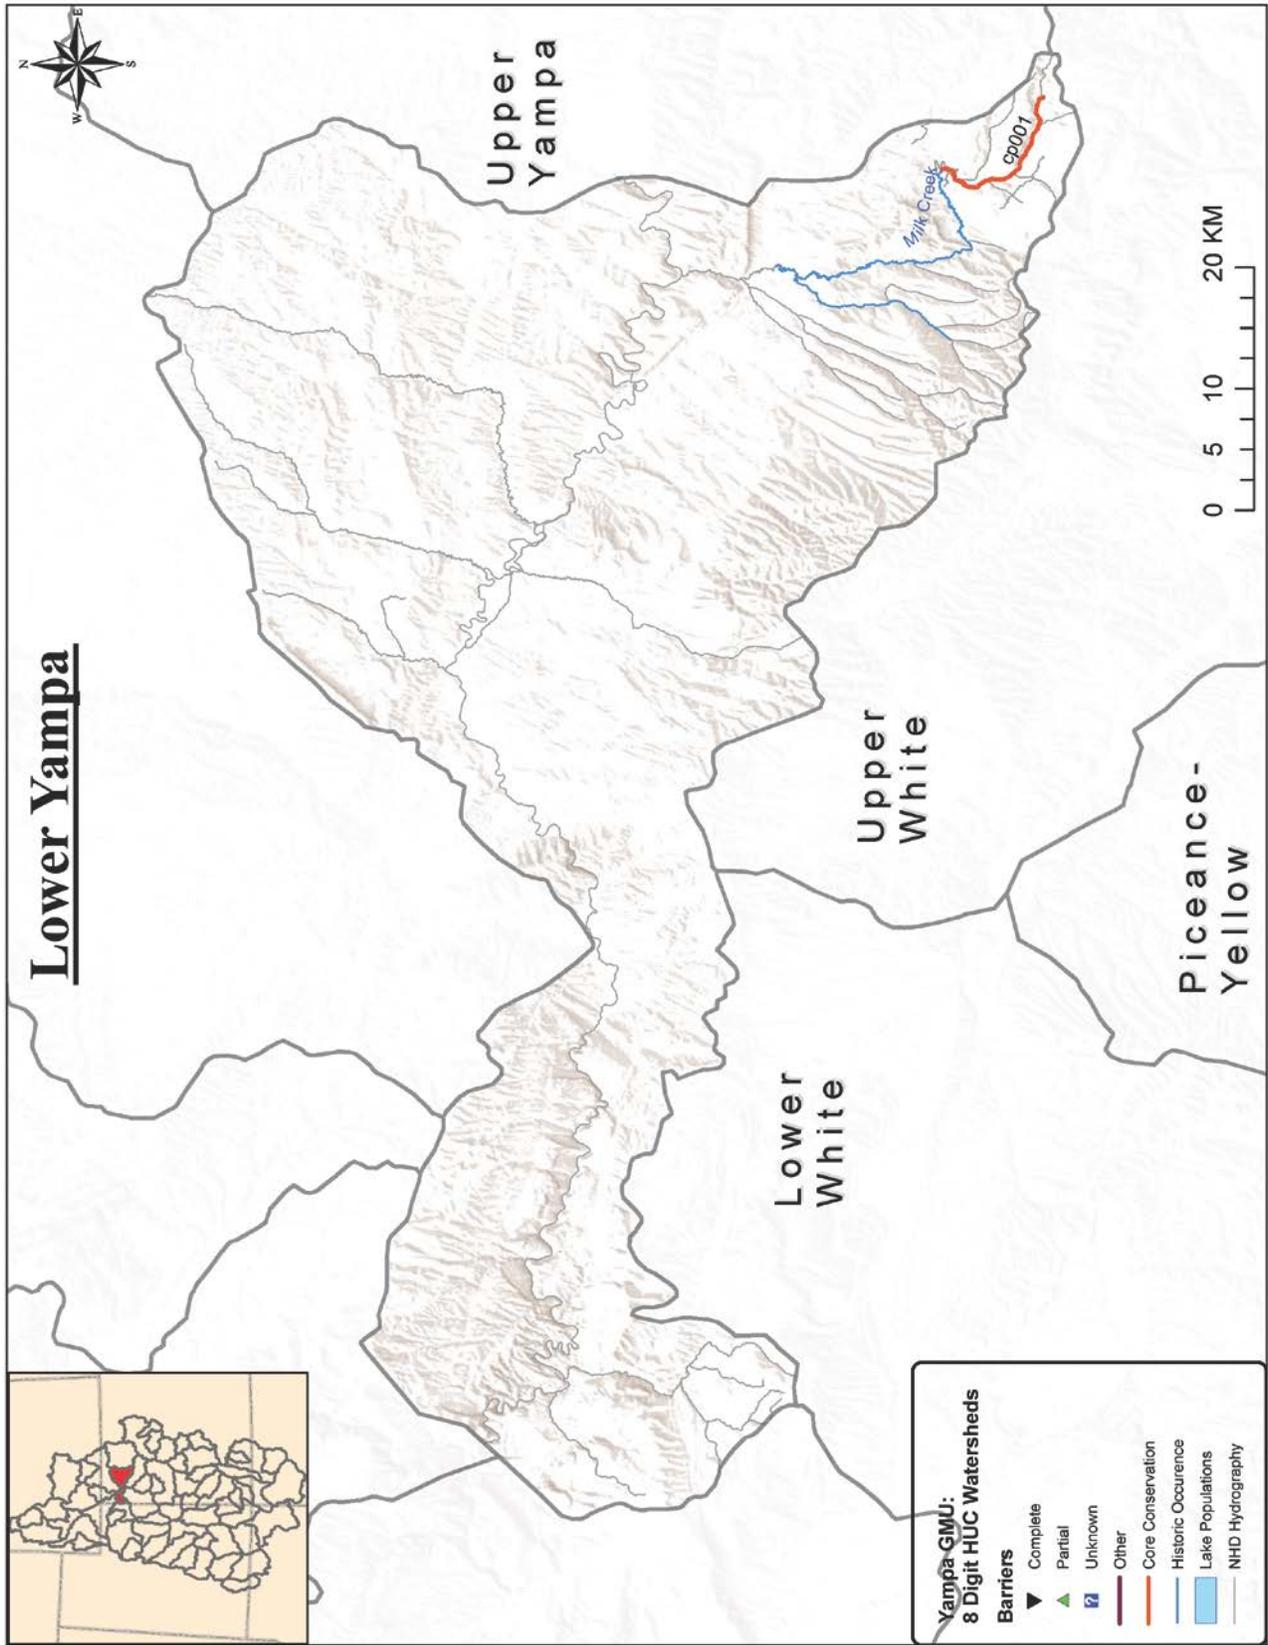 Lower Yampa
N
E
S
W
Upper
Yampa
Milk Creek
cp001
Upper
White
Lower
White
Piceance-
Yellow
0 5 10 20 KM
Yampa GMU:
8 Digit HUC Watersheds
Barriers
Complete
Partial
? Unknown
Other
Core Conservation
Historic Occurence
Lake Populations
NHD Hydrography